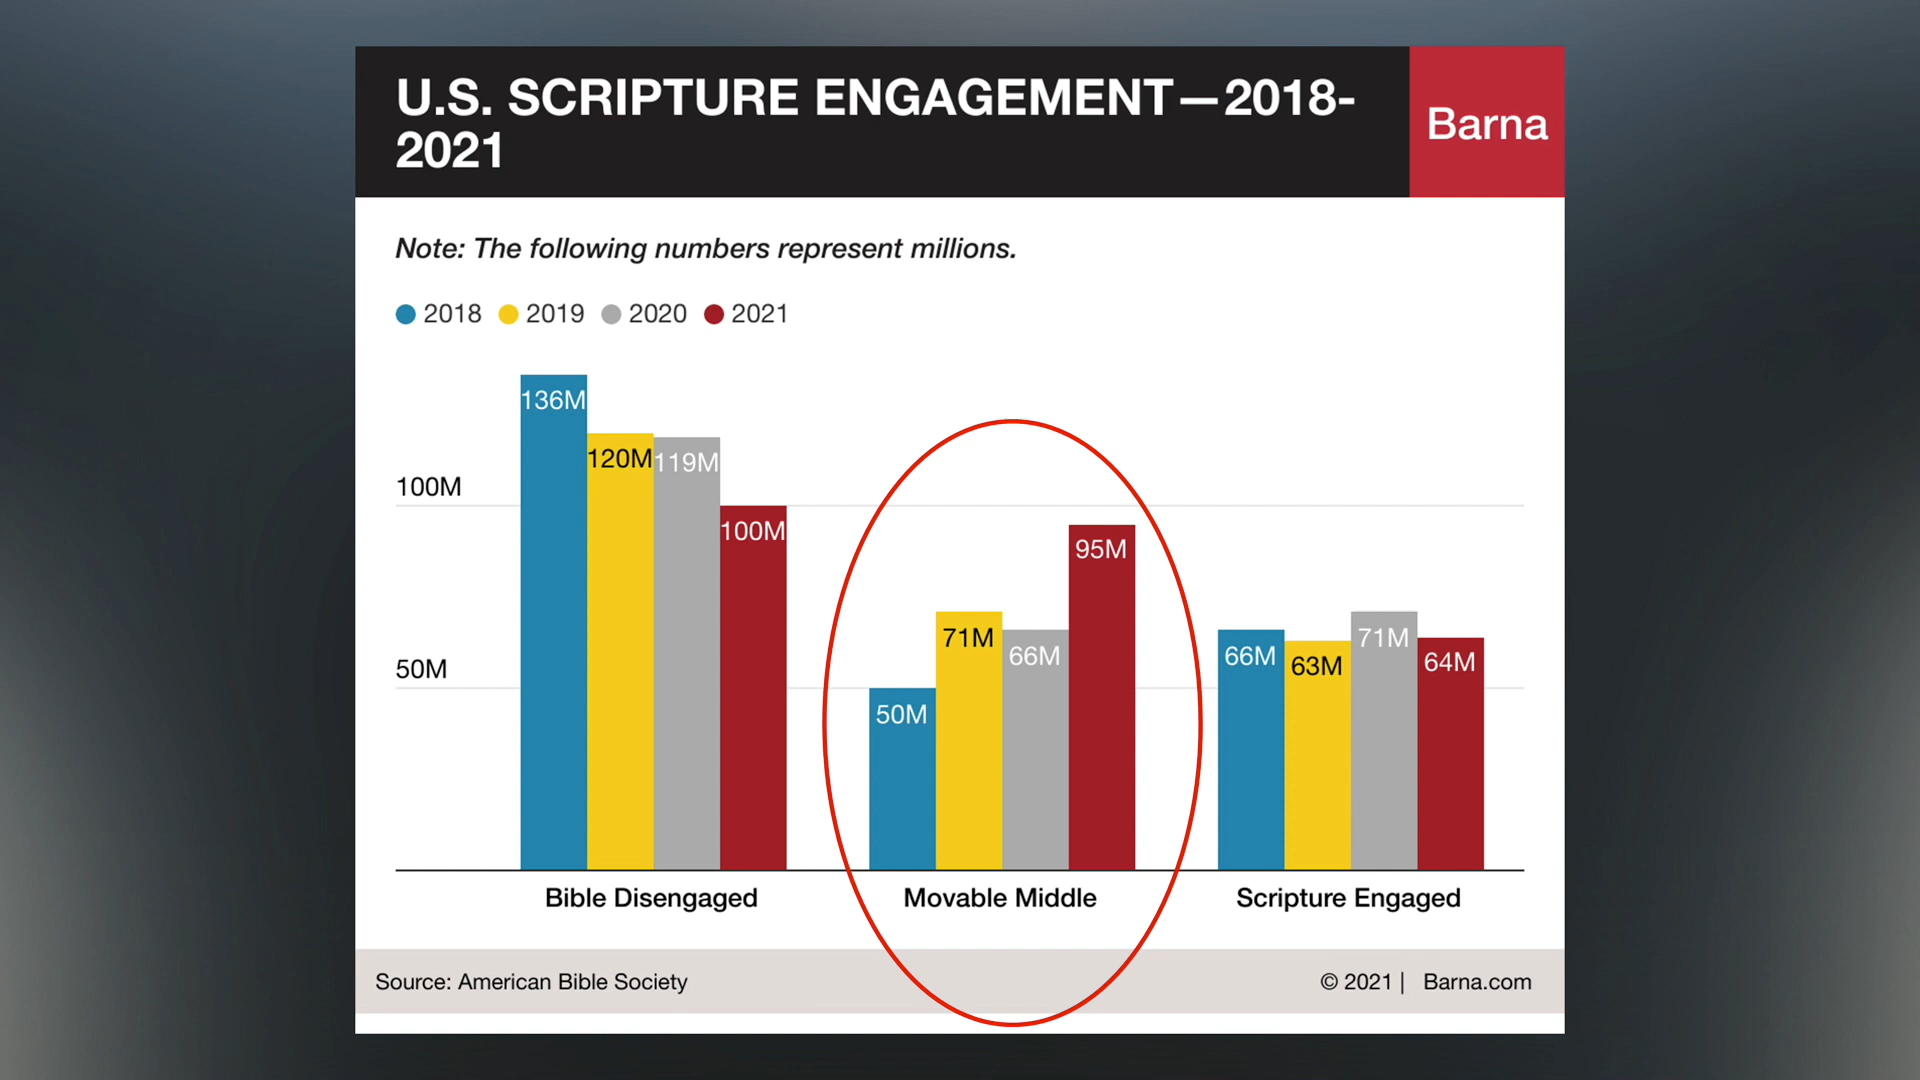 U.S. SCRIPTURE ENGAGEMENT—2018-
2021
Barna
Note: The following numbers represent millions.
2018 2019 2020 2021
100M
50M
136M 120M 119M 100M
50M 71M 66M 95M
66M 63M 71M 64M
Bible Disengaged Movable Middle Scripture Engaged
Source: American Bible Society © 2021 | Barna.com